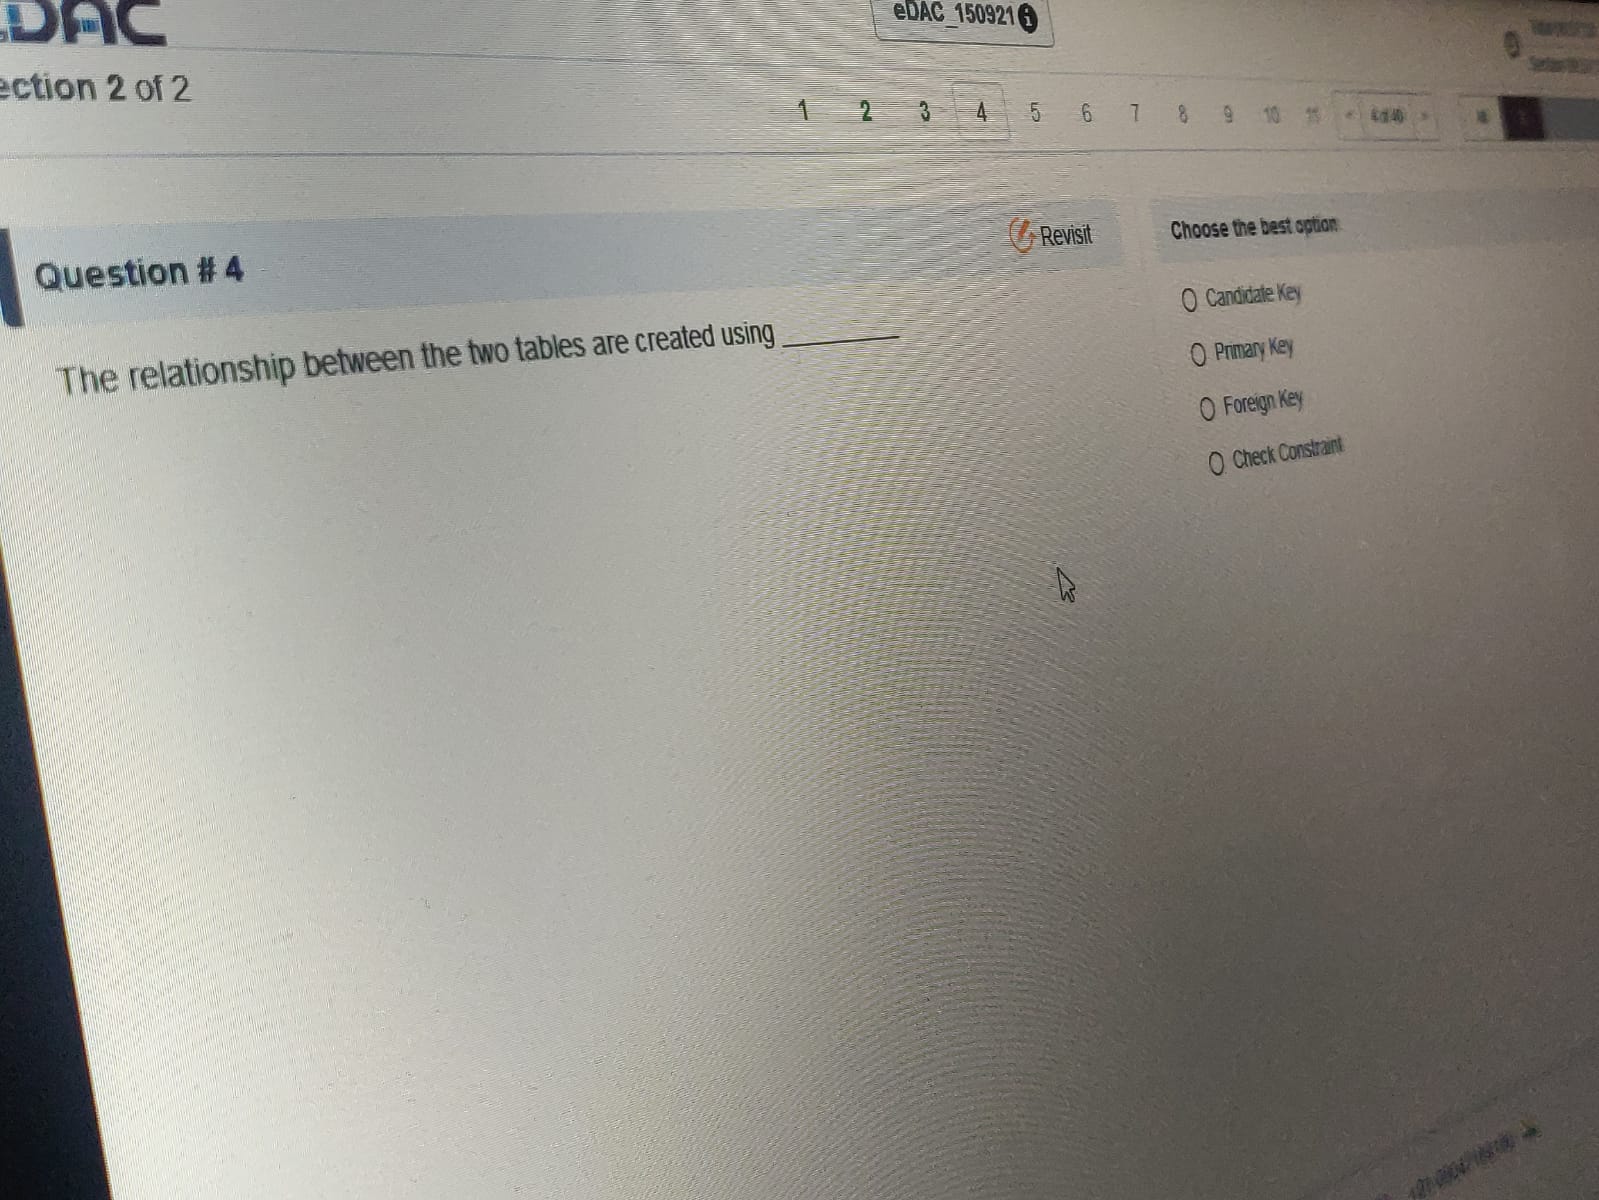 DAC
eDAC_150921
ection 2 of 2
1 2 3 4 5 6 7 8 9 10
Question # 4
Revisit
The relationship between the two tables are created using ________
Choose the best option
Candidate Key
Primary Key
Foreign Key
Check Constraint